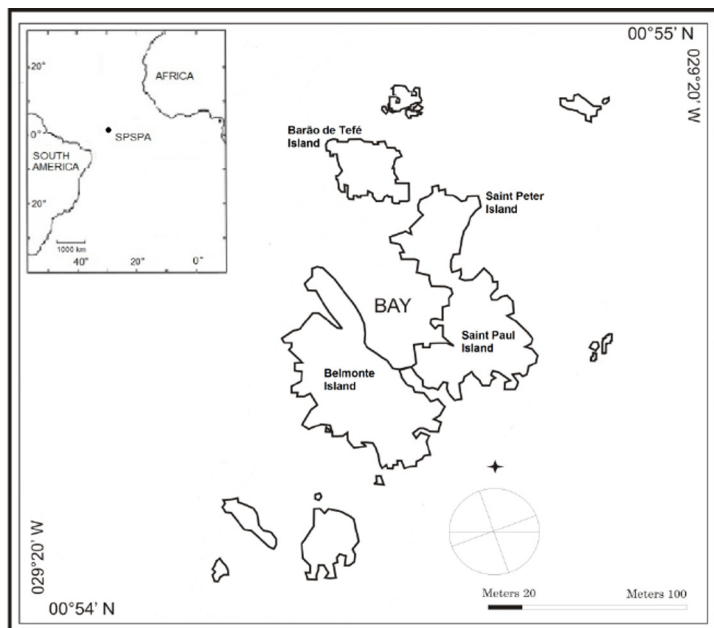 00°55' N
029°20' W
20°
AFRICA
0°
SPSPA
SOUTH
AMERICA
20°
1000 km
40°
20°
0°
Barão de Tefé
Island
Saint Peter
Island
BAY
Saint Paul
Island
Belmonte
Island
029°20' W
00°54' N
Meters 20
Meters 100